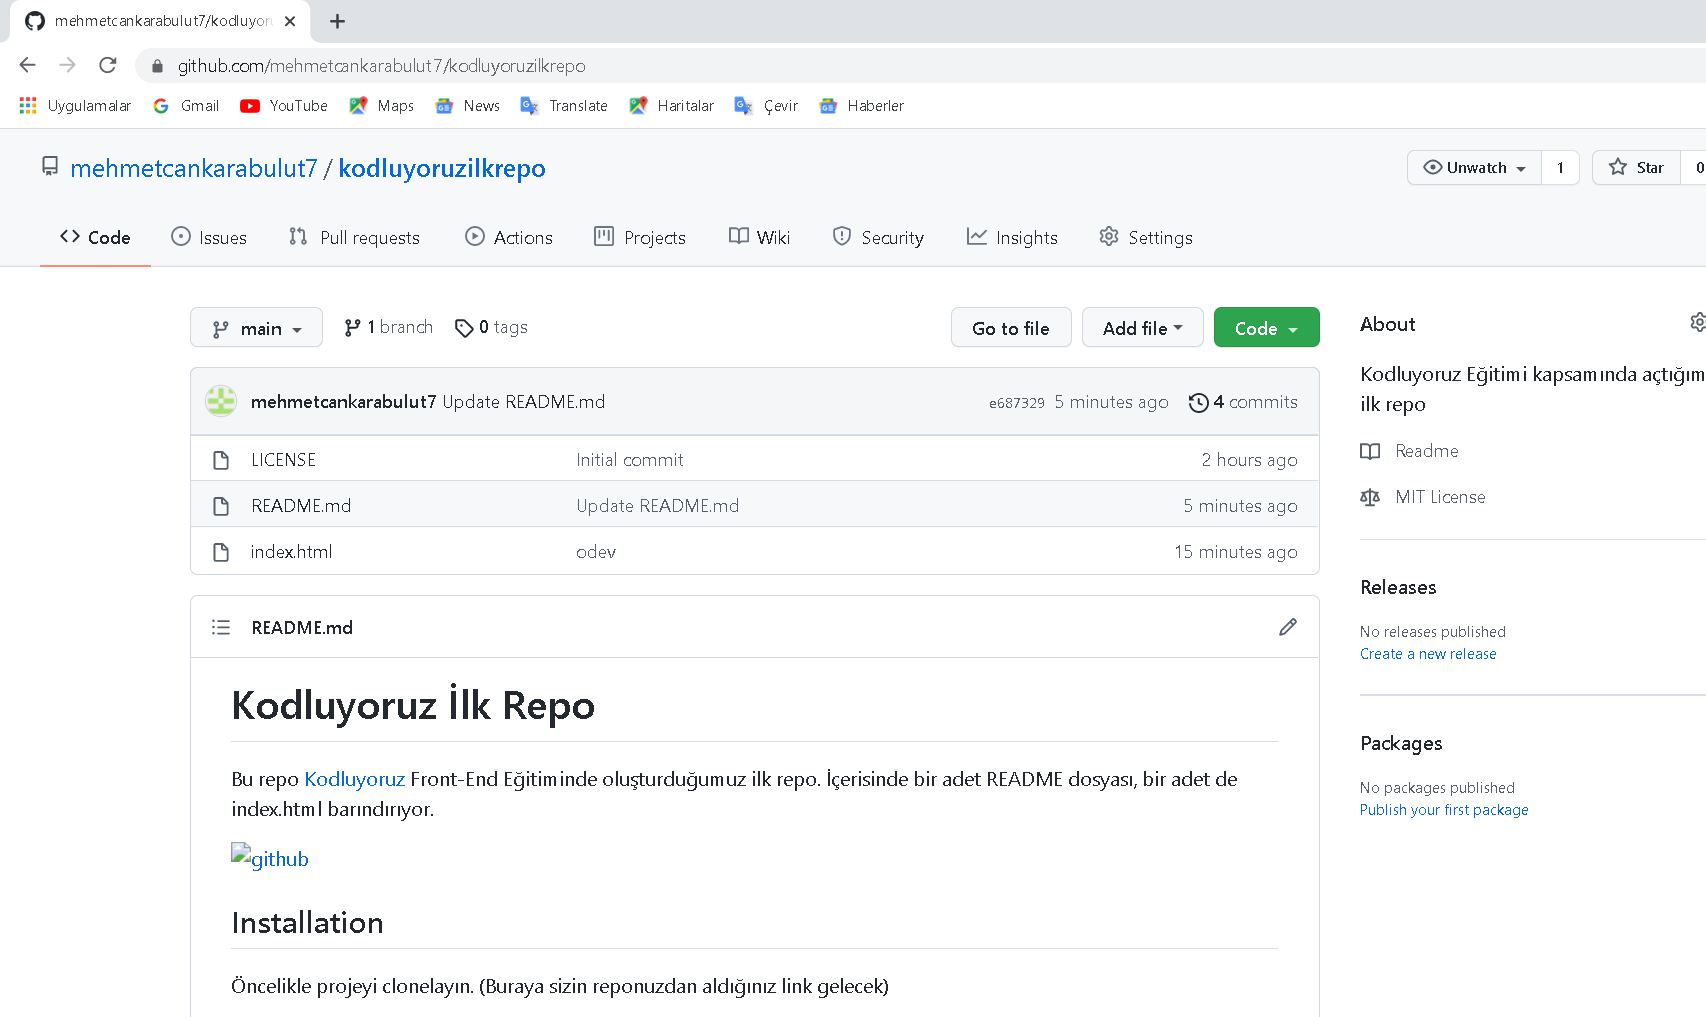 mehmetcankarabulut7/kodluyoru
github.com/mehmetcankarabulut7/kodluyoruzilkrepo
Uygulamalar Gmail YouTube Maps News Translate Haritalar Çevir Haberler
mehmetcankarabulut7 / kodluyoruzilkrepo
Unwatch 1 Star 0
Code Issues Pull requests Actions Projects Wiki Security Insights Settings
main 1 branch 0 tags Go to file Add file Code
mehmetcankarabulut7 Update README.md e687329 5 minutes ago 4 commits
LICENSE Initial commit 2 hours ago
README.md Update README.md 5 minutes ago
index.html odev 15 minutes ago
README.md
Kodluyoruz İlk Repo
Bu repo Kodluyoruz Front-End Eğitiminde oluşturduğumuz ilk repo. İçerisinde bir adet README dosyası, bir adet de
index.html barındırıyor.
github
Installation
Öncelikle projeyi clonelayın. (Buraya sizin reponuzdan aldığınız link gelecek)
About
Kodluyoruz Eğitimi kapsamında açtığım
ilk repo
Readme
MIT License
Releases
No releases published
Create a new release
Packages
No packages published
Publish your first package